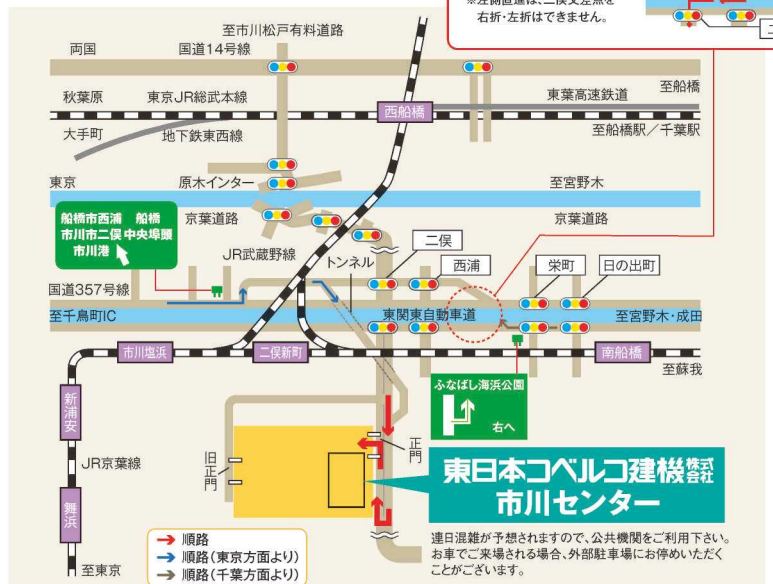 ※左側直進は、二俣交差点を
右折・左折はできません。
至市川松戸有料道路
両国
国道14号線
秋葉原
東京JR総武本線
西船橋
東葉高速鉄道
至船橋
大手町
地下鉄東西線
至船橋駅／千葉駅
東京
原木インター
至宮野木
京葉道路
京葉道路
船橋市西浦 船橋
市川市二俣 中央埠頭
市川港
JR武蔵野線
トンネル
二俣
西浦
栄町
日の出町
国道357号線
至千鳥町IC
東関東自動車道
至宮野木・成田
市川塩浜
二俣新町
南船橋
至蘇我
新浦安
ふなばし海浜公園
右へ
JR京葉線
舞浜
至東京
旧正門
正門
東日本コベルコ建機株式会社
市川センター
連日混雑が予想されますので、公共機関をご利用下さい。
お車でご来場される場合、外部駐車場にお停めいただく
ことがございます。
順路
順路(東京方面より)
順路(千葉方面より)